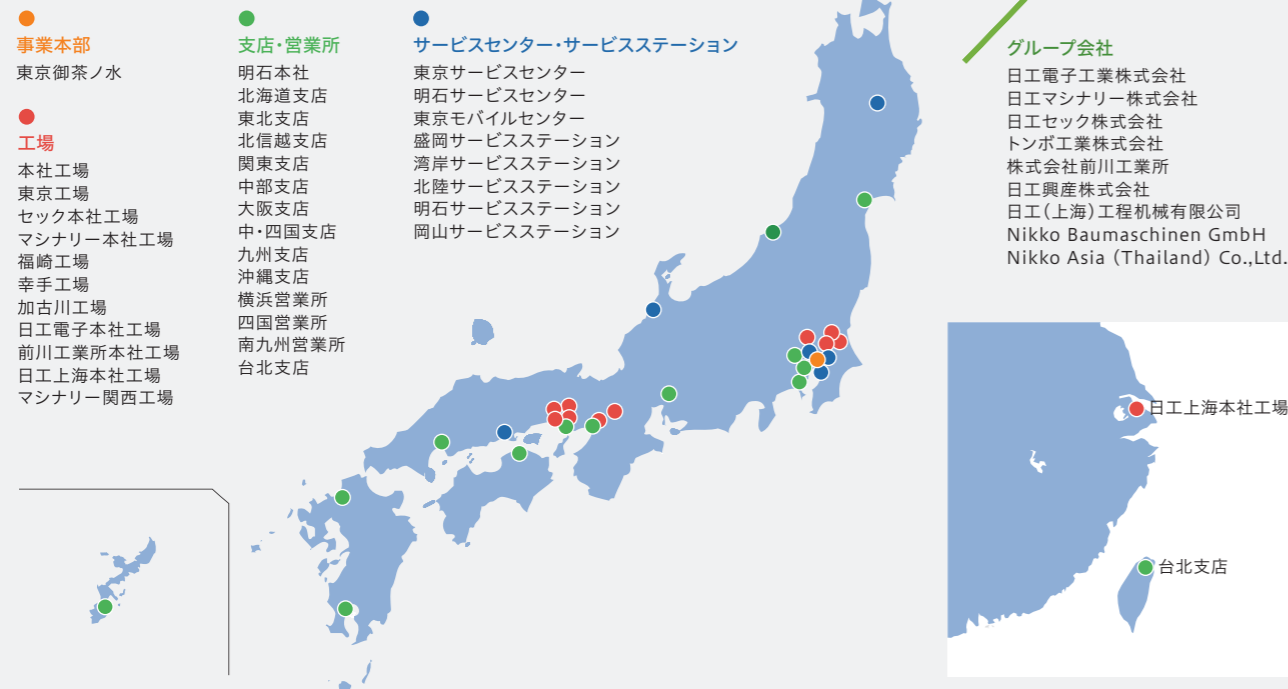 事業本部
東京御茶ノ水
工場
本社工場
東京工場
セック本社工場
マシナリー本社工場
福崎工場
幸手工場
加古川工場
日工電子本社工場
前川工業所本社工場
日工上海本社工場
マシナリー関西工場
支店・営業所
明石本社
北海道支店
東北支店
北信越支店
関東支店
中部支店
大阪支店
中・四国支店
九州支店
沖縄支店
横浜営業所
四国営業所
南九州営業所
台北支店
サービスセンター・サービスステーション
東京サービスセンター
明石サービスセンター
東京モバイルセンター
盛岡サービスステーション
湾岸サービスステーション
北陸サービスステーション
明石サービスステーション
岡山サービスステーション
グループ会社
日工電子工業株式会社
日工マシナリー株式会社
日工セック株式会社
トンボ工業株式会社
株式会社前川工業所
日工興産株式会社
日工(上海)工程机械有限公司
Nikko Baumaschinen GmbH
Nikko Asia (Thailand) Co.,Ltd.
日工上海本社工場
台北支店